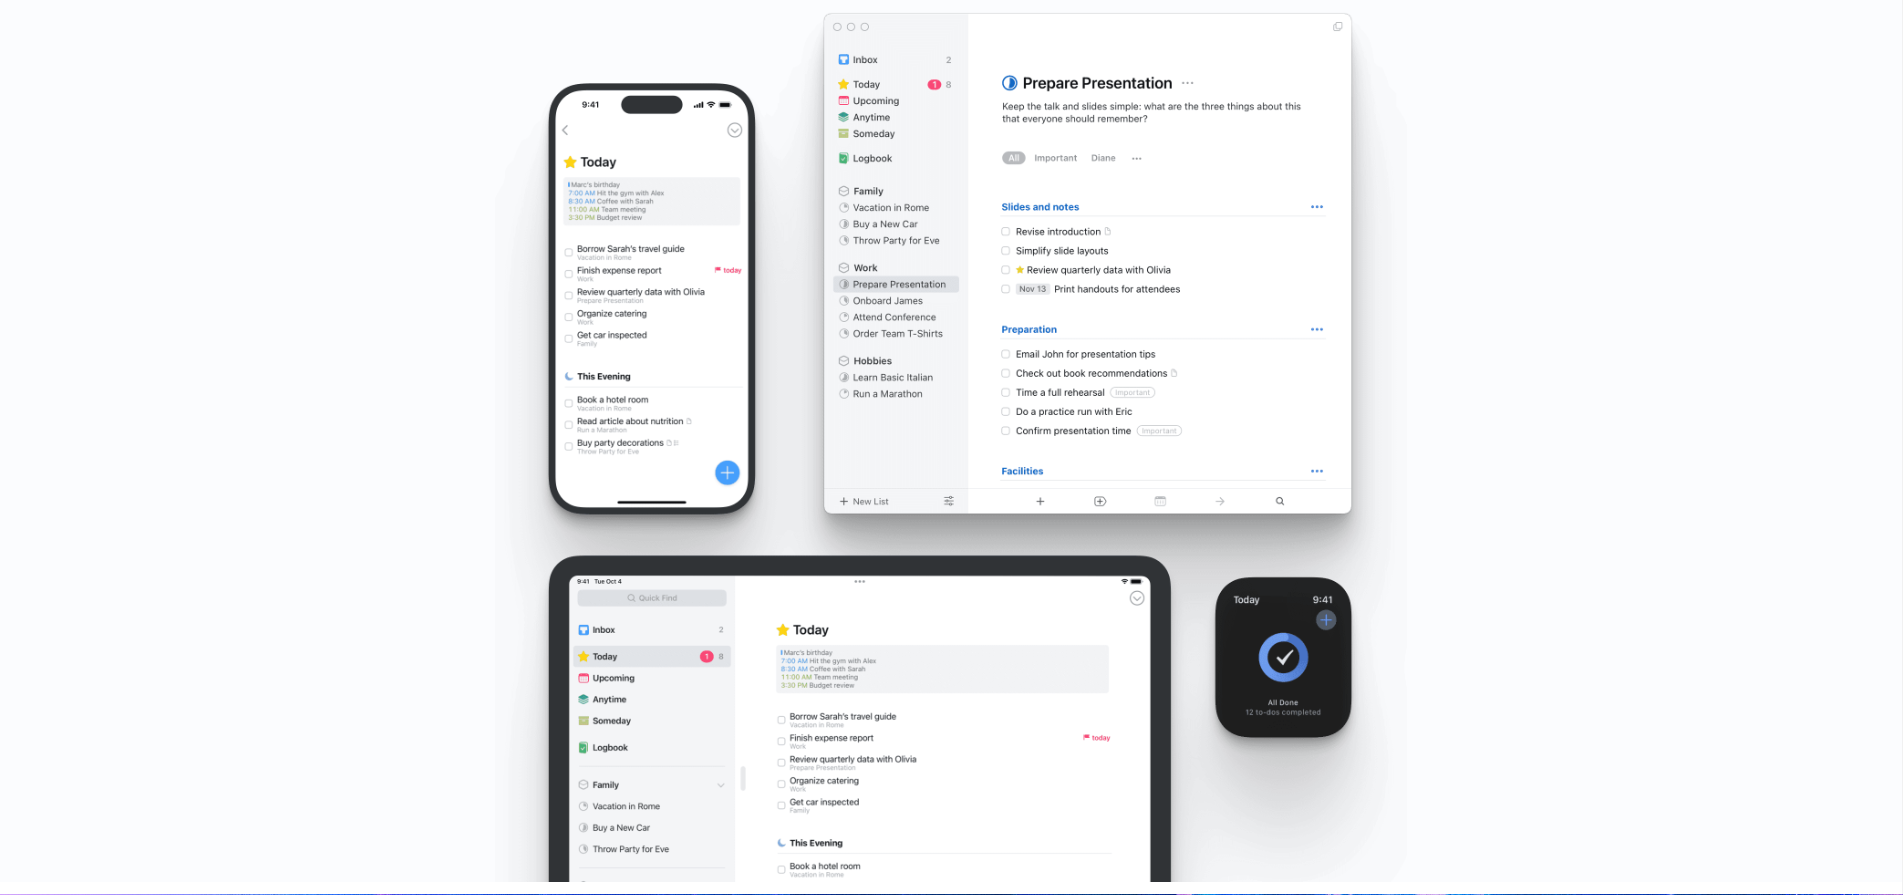 9:41
Today
Marc's birthday
7:00 AM Hit the gym with Alex
8:30 AM Coffee with Sarah
11:00 AM Team meeting
3:30 PM Budget review
Borrow Sarah's travel guide
Vacation in Rome
Finish expense report
today
Work
Review quarterly data with Olivia
Prepare Presentation
Organize catering
Work
Get car inspected
Family
This Evening
Book a hotel room
Vacation in Rome
Read article about nutrition
Run a Marathon
Buy party decorations
Throw Party for Eve
Inbox 2
Today 1 8
Upcoming
Anytime
Someday
Logbook
Family
Vacation in Rome
Buy a New Car
Throw Party for Eve
Work
Prepare Presentation
Onboard James
Attend Conference
Order Team T-Shirts
Hobbies
Learn Basic Italian
Run a Marathon
+ New List
Prepare Presentation ···
Keep the talk and slides simple: what are the three things about this
that everyone should remember?
All Important Diane ···
Slides and notes ···
Revise introduction
Simplify slide layouts
Review quarterly data with Olivia
Nov 13 Print handouts for attendees
Preparation ···
Email John for presentation tips
Check out book recommendations
Time a full rehearsal Important
Do a practice run with Eric
Confirm presentation time Important
Facilities ···
9:41 Tue Oct 4
Quick Find
Inbox 2
Today 1 8
Upcoming
Anytime
Someday
Logbook
Family
Vacation in Rome
Buy a New Car
Throw Party for Eve
Today
Marc's birthday
7:00 AM Hit the gym with Alex
8:30 AM Coffee with Sarah
11:00 AM Team meeting
3:30 PM Budget review
Borrow Sarah's travel guide
Vacation in Rome
Finish expense report
today
Work
Review quarterly data with Olivia
Prepare Presentation
Organize catering
Work
Get car inspected
Family
This Evening
Book a hotel room
Vacation in Rome
Today 9:41
All Done
12 to-dos completed